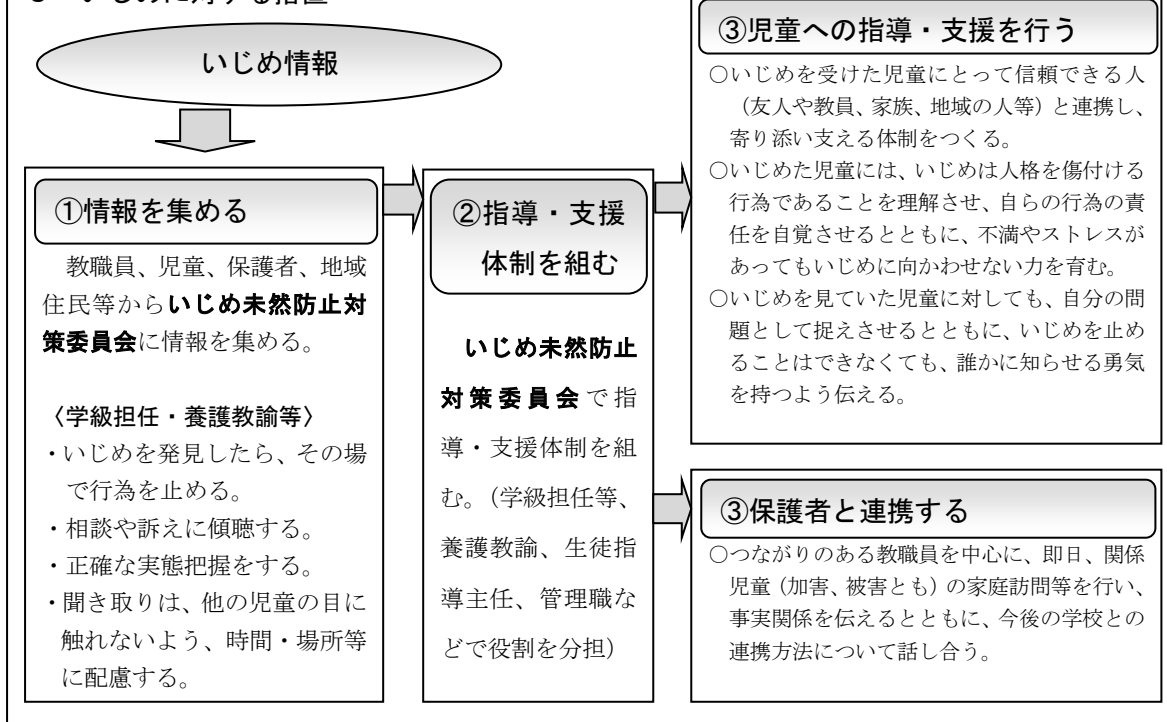 いじめに対する措置
いじめ情報
①情報を集める
教職員、児童、保護者、地域
住民等からいじめ未然防止対
策委員会に情報を集める。
〈学級担任・養護教諭等〉
・いじめを発見したら、その場
で行為を止める。
・相談や訴えに傾聴する。
・正確な実態把握をする。
・聞き取りは、他の児童の目に
触れないよう、時間・場所等
に配慮する。
②指導・支援
体制を組む
いじめ未然防止
対策委員会で指
導・支援体制を組
む。（学級担任等、
養護教諭、生徒指
導主任、管理職な
どで役割を分担）
③児童への指導・支援を行う
○いじめを受けた児童にとって信頼できる人
（友人や教員、家族、地域の人等）と連携し、
寄り添い支える体制をつくる。
○いじめた児童には、いじめは人格を傷付ける
行為であることを理解させ、自らの行為の責
任を自覚させるとともに、不満やストレスが
あってもいじめに向かわせない力を育む。
○いじめを見ていた児童に対しても、自分の問
題として捉えさせるとともに、いじめを止め
ることはできなくても、誰かに知らせる勇気
を持つよう伝える。
③保護者と連携する
○つながりのある教職員を中心に、即日、関係
児童（加害、被害とも）の家庭訪問等を行い、
事実関係を伝えるとともに、今後の学校との
連携方法について話し合う。